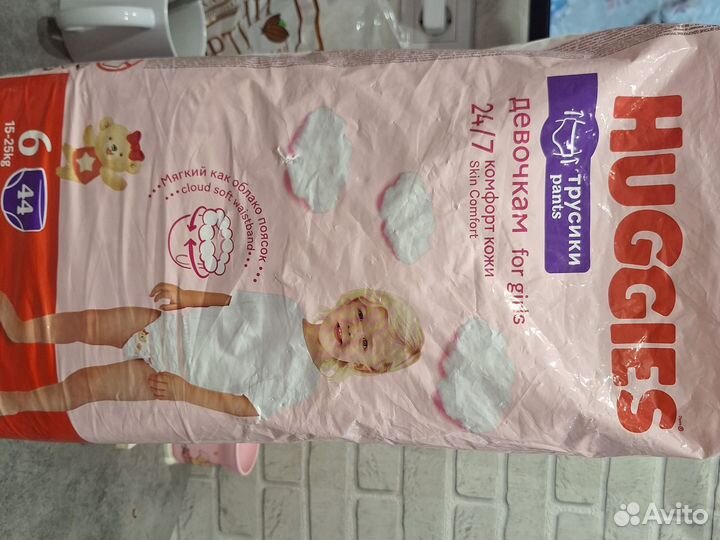 HUGGIES
трусики
pants
девочкам for girls
24/7 комфорт кожи
Skin Comfort
...Мягкий как облако поясок...
...cloud soft waistband...
6
15-25kg
44
Avito